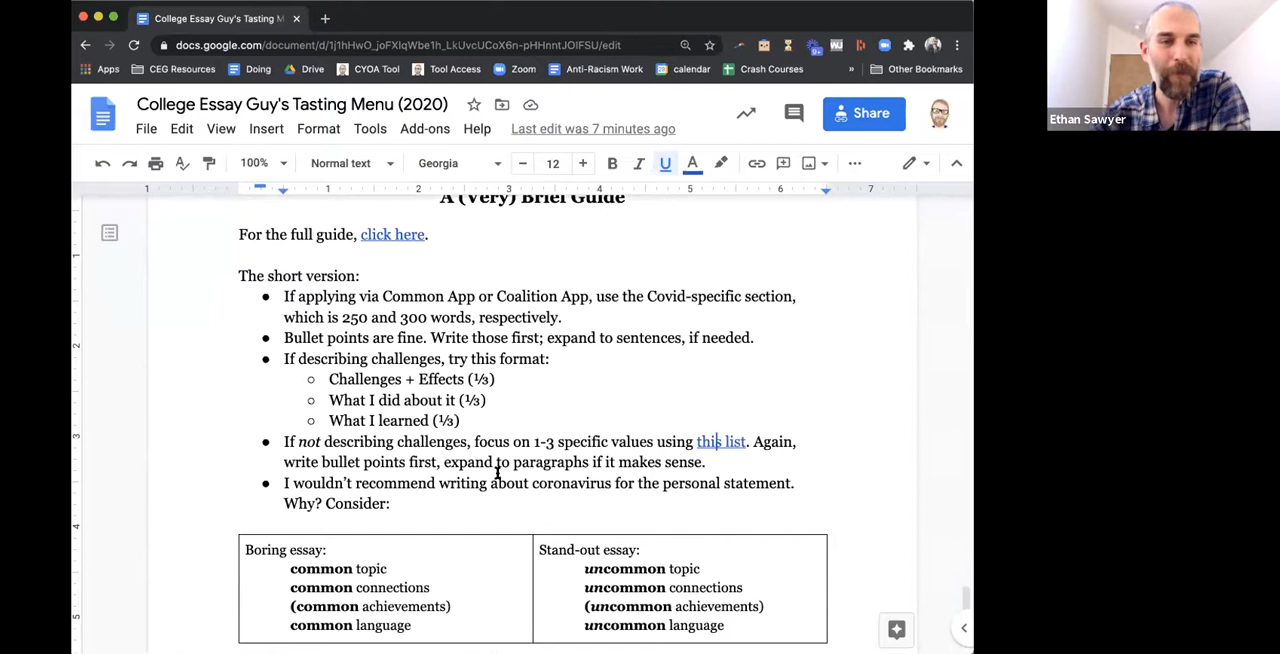 College Essay Guy's Tasting M
docs.google.com/document/d/1j1hHwO_joFXIqWbe1h_LkUvcUCoX6n-pHHnntJOIFSU/edit
Apps CEG Resources Doing Drive CYOA Tool Tool Access Zoom Anti-Racism Work calendar Crash Courses » Other Bookmarks
College Essay Guy's Tasting Menu (2020)
Share
File Edit View Insert Format Tools Add-ons Help Last edit was 7 minutes ago
100% Normal text Georgia 12 B I U A
1 1 2 3 4 5 6 7
A (Very) Brief Guide
For the full guide, click here.
The short version:
● If applying via Common App or Coalition App, use the Covid-specific section,
which is 250 and 300 words, respectively.
● Bullet points are fine. Write those first; expand to sentences, if needed.
● If describing challenges, try this format:
○ Challenges + Effects (⅓)
○ What I did about it (⅓)
○ What I learned (⅓)
● If not describing challenges, focus on 1-3 specific values using this list. Again,
write bullet points first, expand to paragraphs if it makes sense.
● I wouldn't recommend writing about coronavirus for the personal statement.
Why? Consider:
Boring essay:
common topic
common connections
(common achievements)
common language
Stand-out essay:
uncommon topic
uncommon connections
(uncommon achievements)
uncommon language
Ethan Sawyer